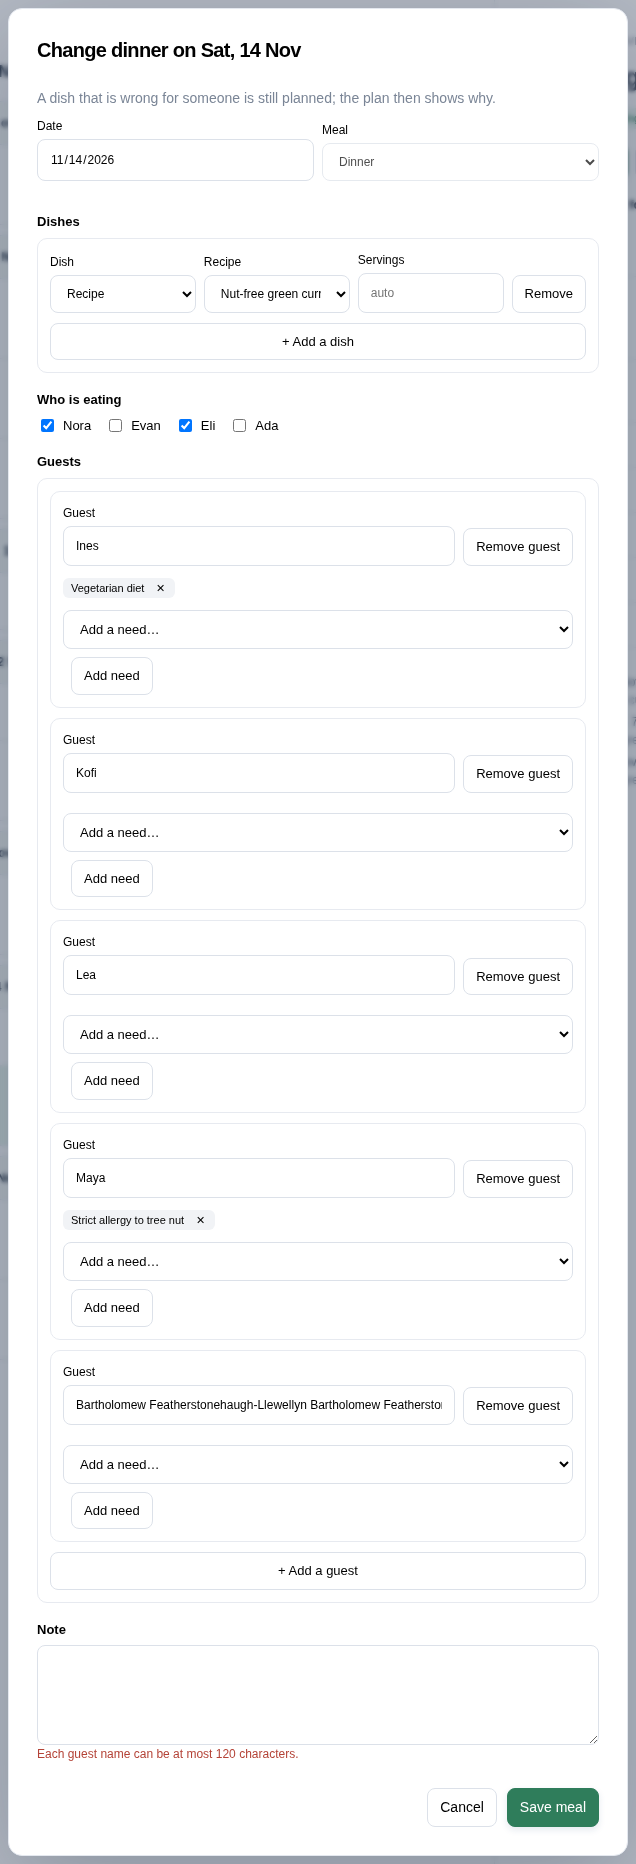 Change dinner on Sat, 14 Nov
A dish that is wrong for someone is still planned; the plan then shows why.
Date
Meal
11/14/2026
Dinner
Dishes
Dish
Recipe
Servings
Recipe
Nut-free green curr
auto
Remove
+ Add a dish
Who is eating
Nora
Evan
Eli
Ada
Guests
Guest
Ines
Remove guest
Vegetarian diet ✕
Add a need…
Add need
Guest
Kofi
Remove guest
Add a need…
Add need
Guest
Lea
Remove guest
Add a need…
Add need
Guest
Maya
Remove guest
Strict allergy to tree nut ✕
Add a need…
Add need
Guest
Bartholomew Featherstonehaugh-Llewellyn Bartholomew Featherstor
Remove guest
Add a need…
Add need
+ Add a guest
Note
Each guest name can be at most 120 characters.
Cancel
Save meal